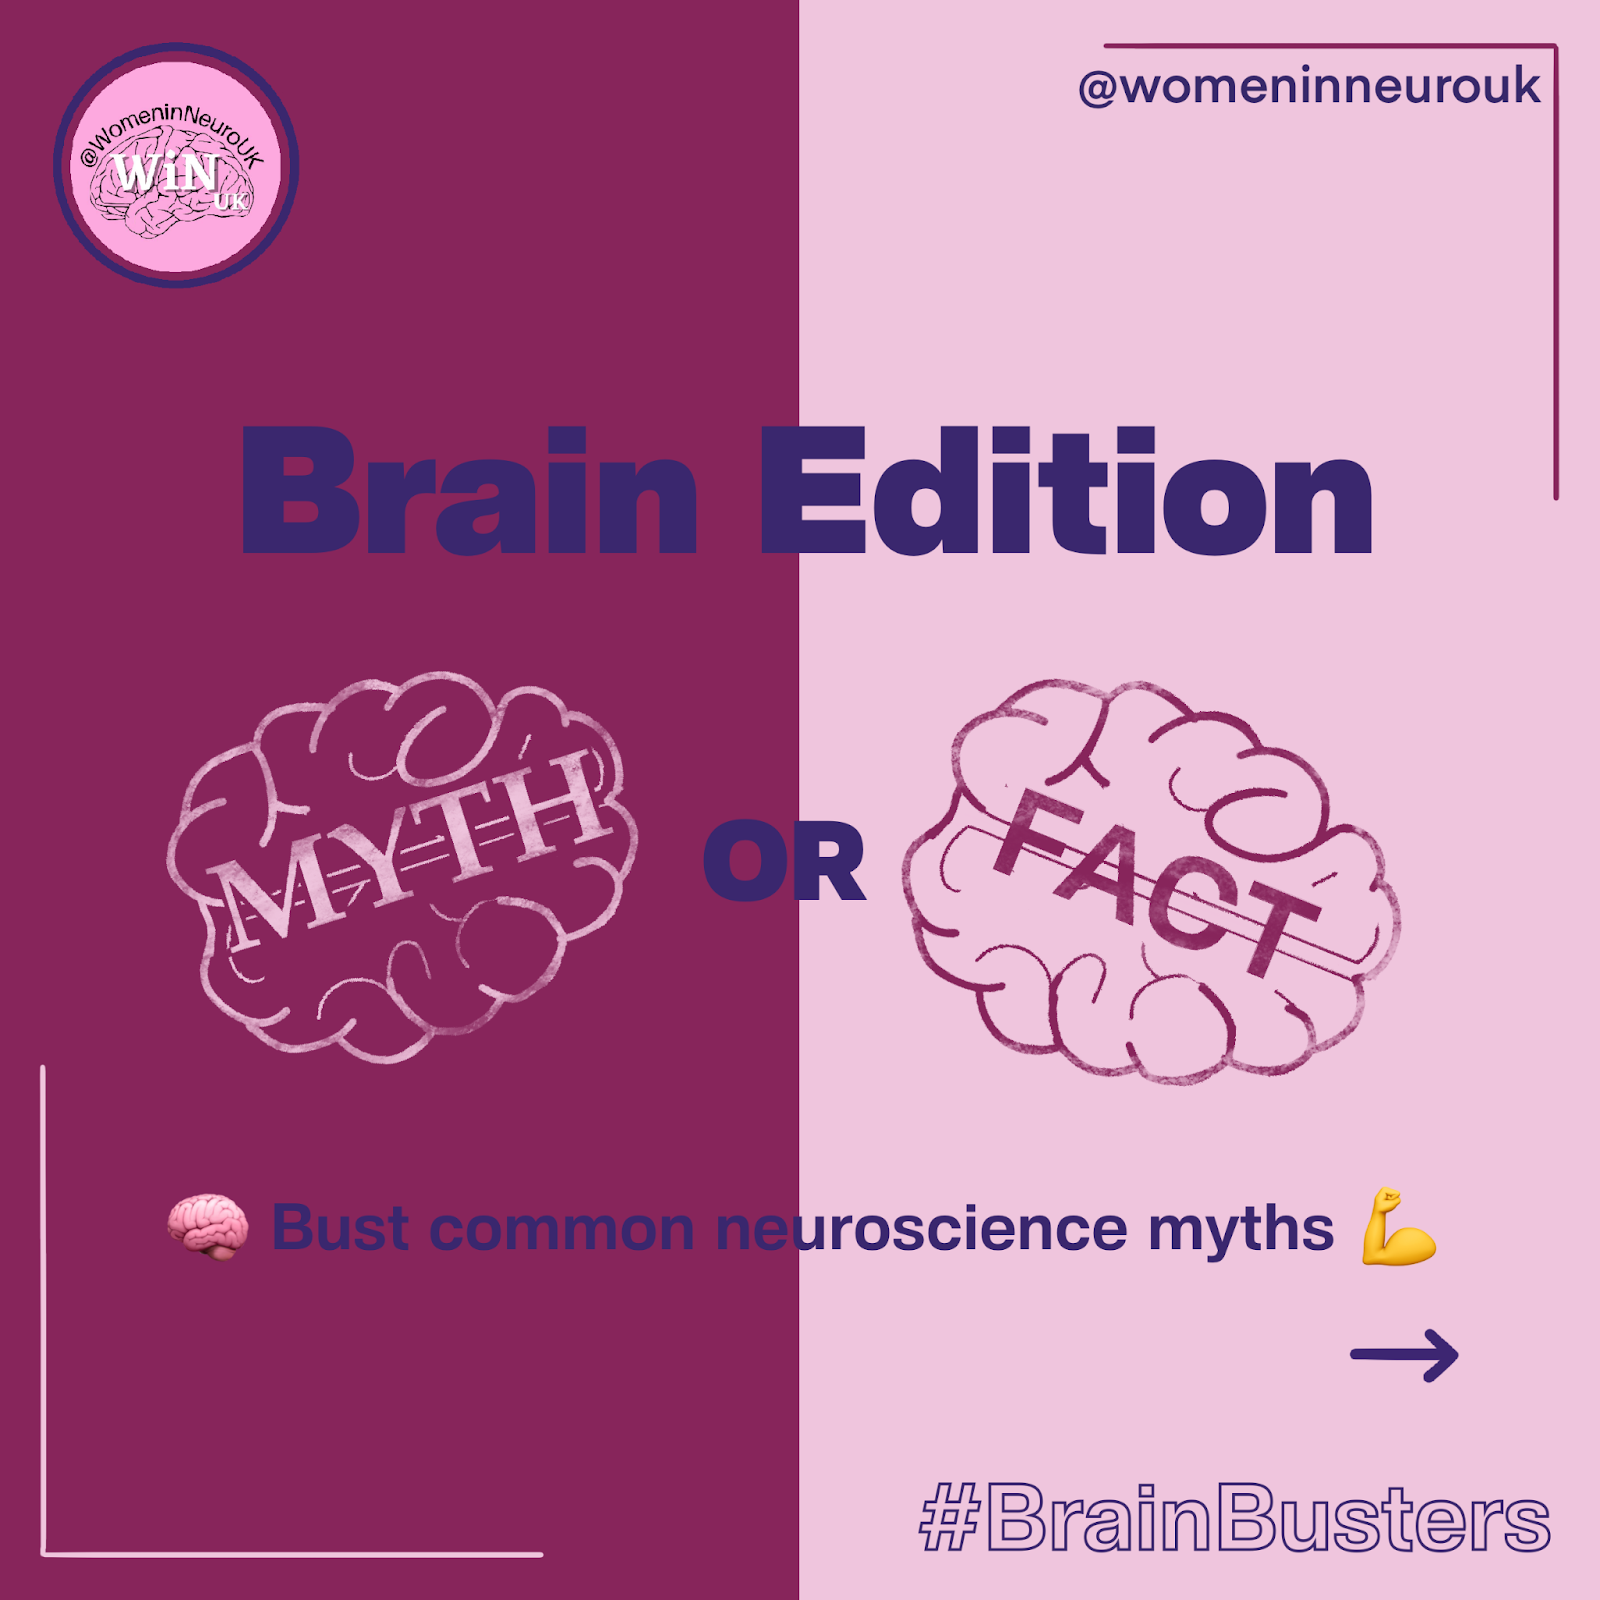 @WomeninNeuroUK
WiN
UK
@womeninneurouk
Brain Edition
MYTH
OR
FACT
🧠 Bust common neuroscience myths 💪
→
#BrainBusters